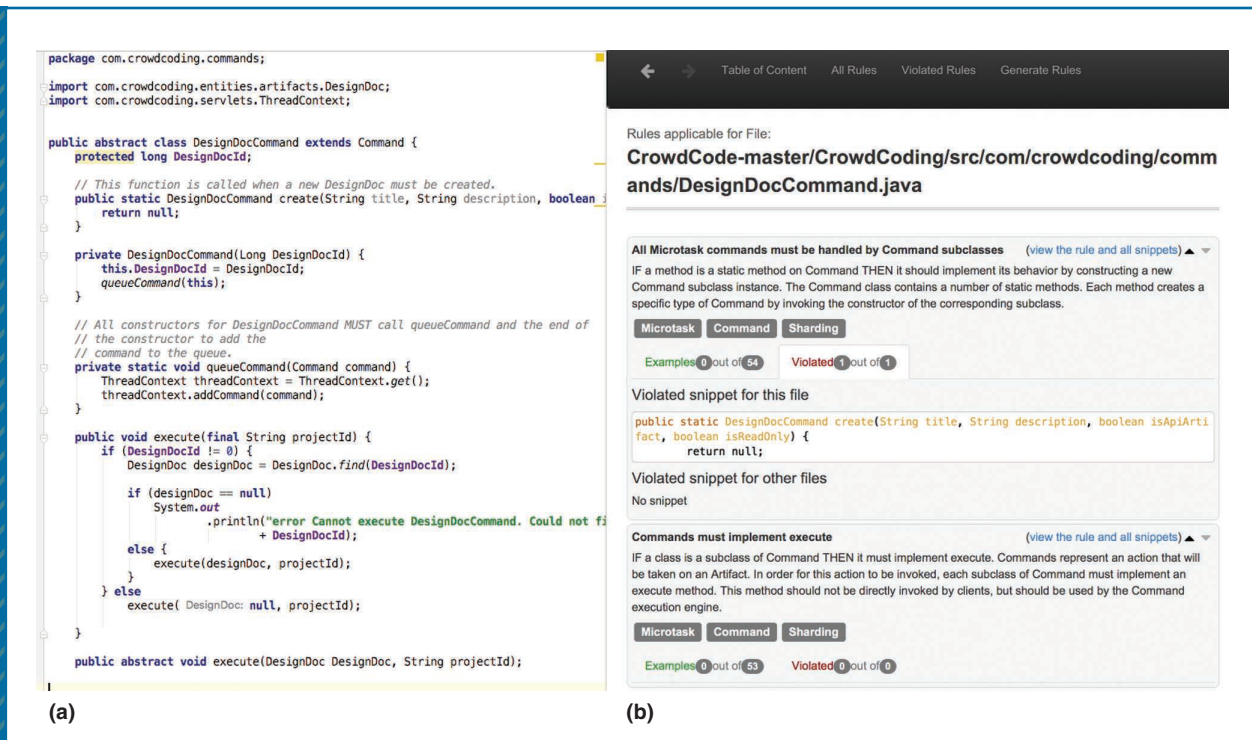 package com.crowdcoding.commands;
import com.crowdcoding.entities.artifacts.DesignDoc;
import com.crowdcoding.servlets.ThreadContext;
public abstract class DesignDocCommand extends Command {
protected long DesignDocId;
// This function is called when a new DesignDoc must be created.
public static DesignDocCommand create(String title, String description, boolean i
return null;
}
private DesignDocCommand(Long DesignDocId) {
this.DesignDocId = DesignDocId;
queueCommand(this);
}
// All constructors for DesignDocCommand MUST call queueCommand and the end of
// the constructor to add the
// command to the queue.
private static void queueCommand(Command command) {
ThreadContext threadContext = ThreadContext.get();
threadContext.addCommand(command);
}
public void execute(final String projectId) {
if (DesignDocId != 0) {
DesignDoc designDoc = DesignDoc.find(DesignDocId);
if (designDoc == null)
System.out
.println("error Cannot execute DesignDocCommand. Could not fi
+ DesignDocId);
else {
execute(designDoc, projectId);
}
} else
execute( DesignDoc: null, projectId);
}
public abstract void execute(DesignDoc DesignDoc, String projectId);
(a)
Table of Content All Rules Violated Rules Generate Rules
Rules applicable for File:
CrowdCode-master/CrowdCoding/src/com/crowdcoding/comm
ands/DesignDocCommand.java
All Microtask commands must be handled by Command subclasses (view the rule and all snippets)
IF a method is a static method on Command THEN it should implement its behavior by constructing a new
Command subclass instance. The Command class contains a number of static methods. Each method creates a
specific type of Command by invoking the constructor of the corresponding subclass.
Microtask Command Sharding
Examples 0 out of 54 Violated 1 out of 1
Violated snippet for this file
public static DesignDocCommand create(String title, String description, boolean isApiArti
fact, boolean isReadOnly) {
return null;
Violated snippet for other files
No snippet
Commands must implement execute (view the rule and all snippets)
IF a class is a subclass of Command THEN it must implement execute. Commands represent an action that will
be taken on an Artifact. In order for this action to be invoked, each subclass of Command must implement an
execute method. This method should not be directly invoked by clients, but should be used by the Command
execution engine.
Microtask Command Sharding
Examples 0 out of 53 Violated 0 out of 0
(b)